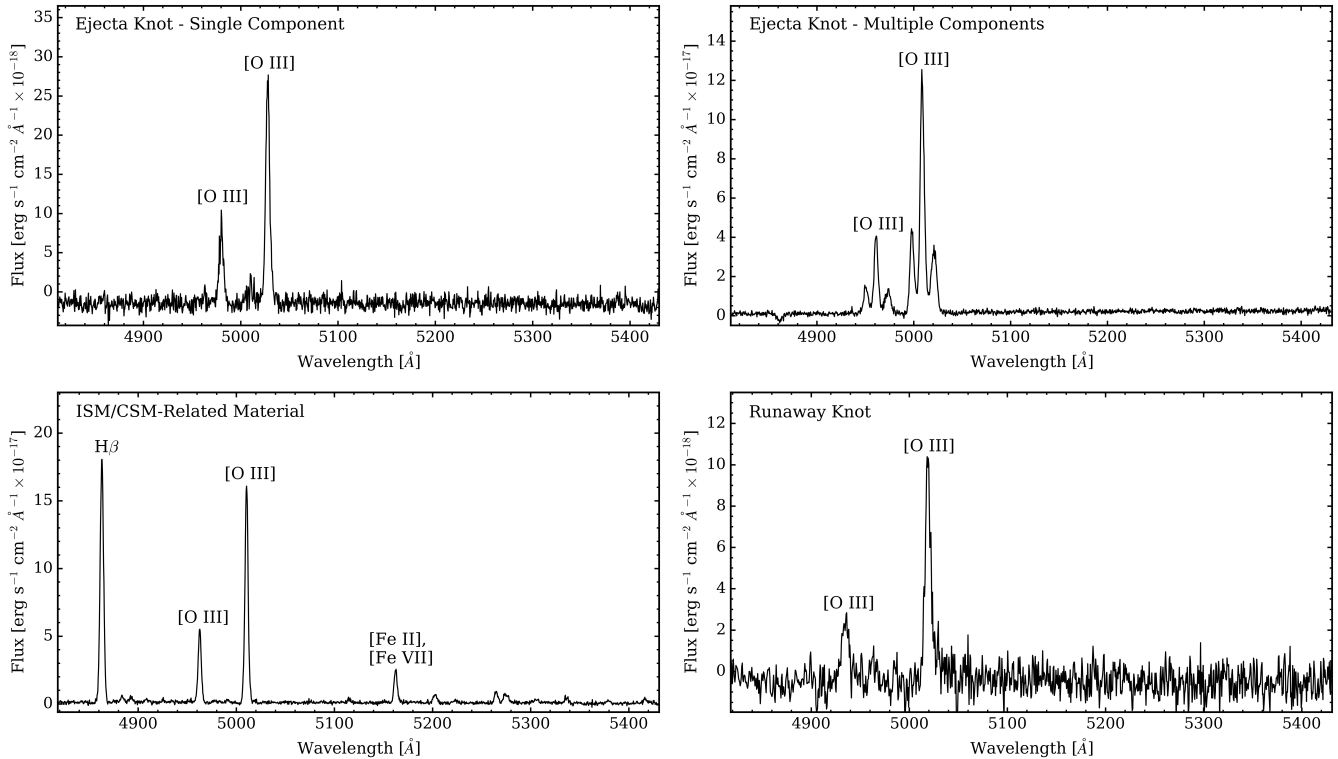 Ejecta Knot - Single Component
[O III]
[O III]
35
30
25
20
15
10
5
0
Flux [erg s⁻¹ cm⁻² Å⁻¹ × 10⁻¹⁸]
4900 5000 5100 5200 5300 5400
Wavelength [Å]
Ejecta Knot - Multiple Components
[O III]
[O III]
14
12
10
8
6
4
2
0
Flux [erg s⁻¹ cm⁻² Å⁻¹ × 10⁻¹⁷]
4900 5000 5100 5200 5300 5400
Wavelength [Å]
ISM/CSM-Related Material
Hβ
[O III]
[O III]
[Fe II],
[Fe VII]
20
15
10
5
0
Flux [erg s⁻¹ cm⁻² Å⁻¹ × 10⁻¹⁷]
4900 5000 5100 5200 5300 5400
Wavelength [Å]
Runaway Knot
[O III]
[O III]
12
10
8
6
4
2
0
Flux [erg s⁻¹ cm⁻² Å⁻¹ × 10⁻¹⁸]
4900 5000 5100 5200 5300 5400
Wavelength [Å]